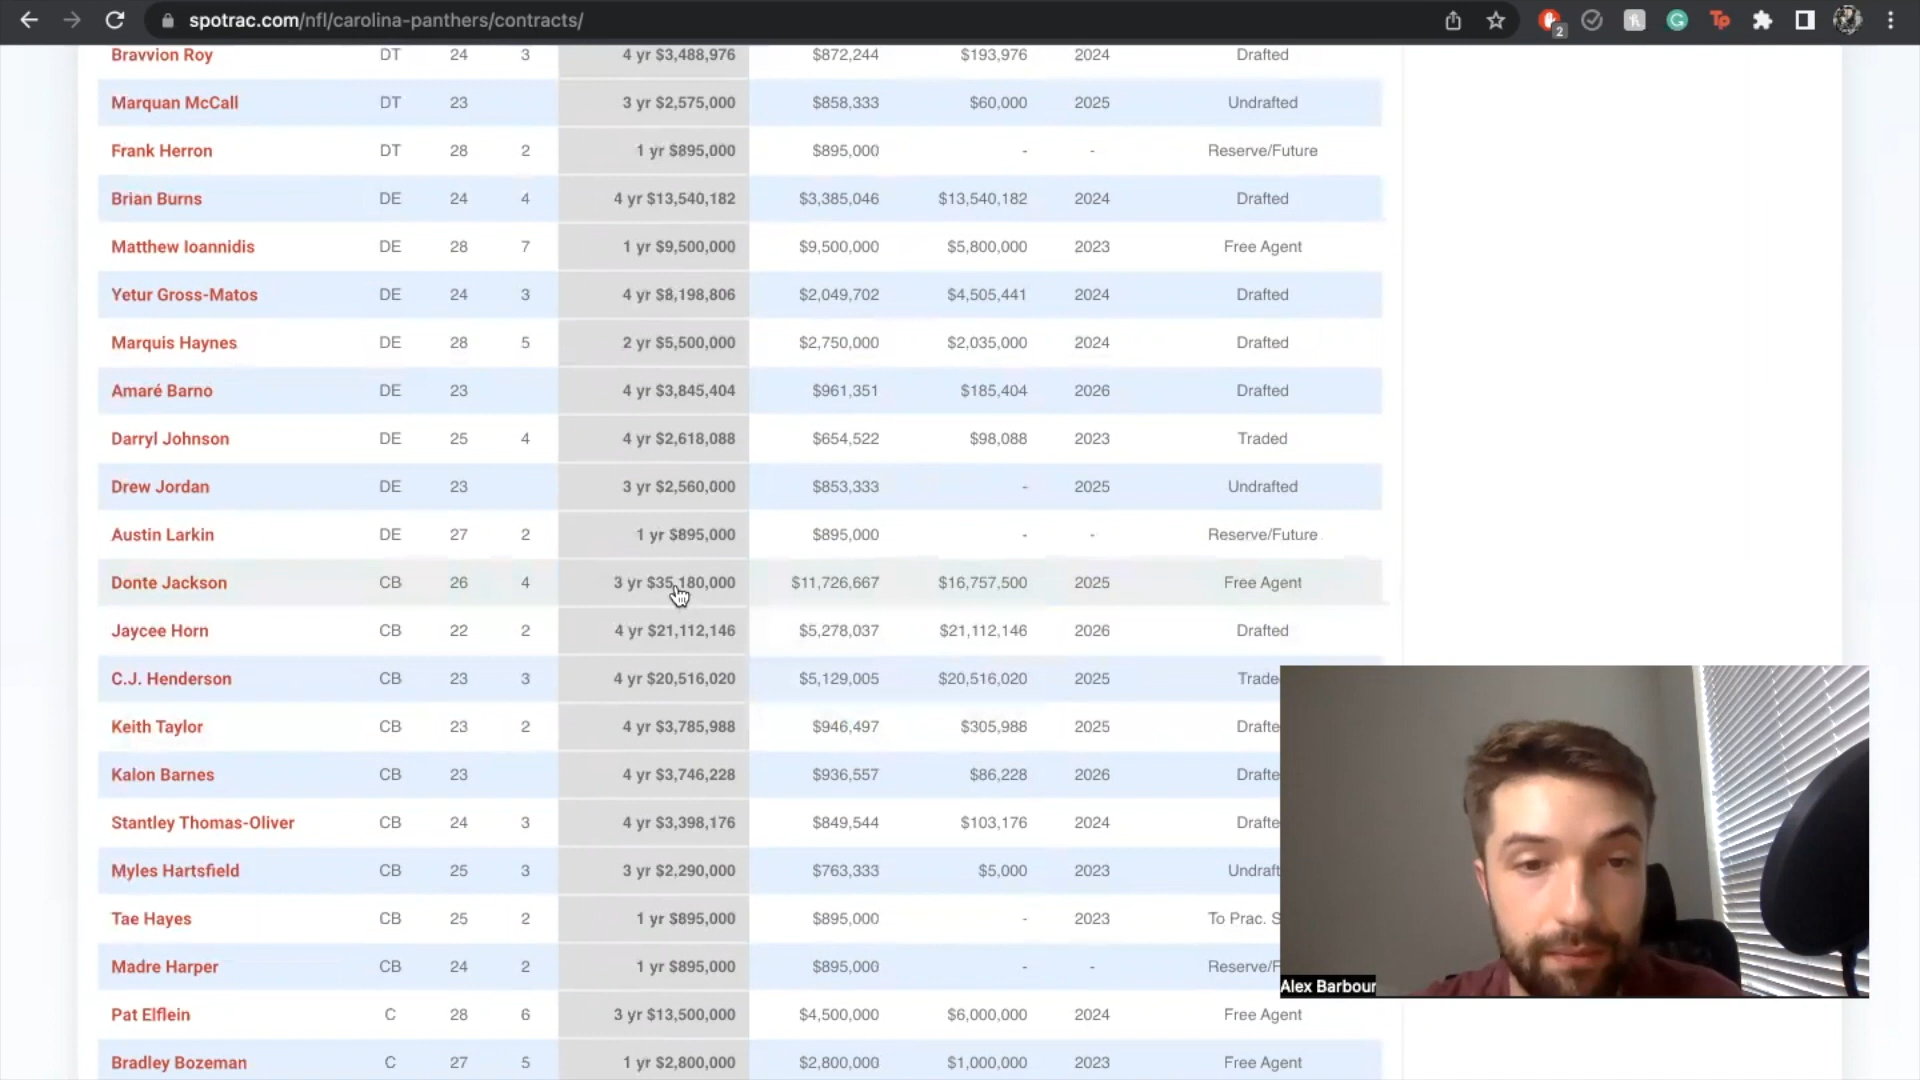 spotrac.com/nfl/carolina-panthers/contracts/
2
Bravvion Roy DT 24 3 4 yr $3,488,976 $872,244 $193,976 2024 Drafted
Marquan McCall DT 23 3 yr $2,575,000 $858,333 $60,000 2025 Undrafted
Frank Herron DT 28 2 1 yr $895,000 $895,000 - - Reserve/Future
Brian Burns DE 24 4 4 yr $13,540,182 $3,385,046 $13,540,182 2024 Drafted
Matthew Ioannidis DE 28 7 1 yr $9,500,000 $9,500,000 $5,800,000 2023 Free Agent
Yetur Gross-Matos DE 24 3 4 yr $8,198,806 $2,049,702 $4,505,441 2024 Drafted
Marquis Haynes DE 28 5 2 yr $5,500,000 $2,750,000 $2,035,000 2024 Drafted
Amaré Barno DE 23 4 yr $3,845,404 $961,351 $185,404 2026 Drafted
Darryl Johnson DE 25 4 4 yr $2,618,088 $654,522 $98,088 2023 Traded
Drew Jordan DE 23 3 yr $2,560,000 $853,333 - 2025 Undrafted
Austin Larkin DE 27 2 1 yr $895,000 $895,000 - - Reserve/Future
Donte Jackson CB 26 4 3 yr $35,180,000 $11,726,667 $16,757,500 2025 Free Agent
Jaycee Horn CB 22 2 4 yr $21,112,146 $5,278,037 $21,112,146 2026 Drafted
C.J. Henderson CB 23 3 4 yr $20,516,020 $5,129,005 $20,516,020 2025 Trade
Keith Taylor CB 23 2 4 yr $3,785,988 $946,497 $305,988 2025 Drafte
Kalon Barnes CB 23 4 yr $3,746,228 $936,557 $86,228 2026 Drafte
Stantley Thomas-Oliver CB 24 3 4 yr $3,398,176 $849,544 $103,176 2024 Drafte
Myles Hartsfield CB 25 3 3 yr $2,290,000 $763,333 $5,000 2023 Undraft
Tae Hayes CB 25 2 1 yr $895,000 $895,000 - 2023 To Prac. S
Madre Harper CB 24 2 1 yr $895,000 $895,000 - - Reserve/F
Pat Elflein C 28 6 3 yr $13,500,000 $4,500,000 $6,000,000 2024 Free Agent
Bradley Bozeman C 27 5 1 yr $2,800,000 $2,800,000 $1,000,000 2023 Free Agent
Alex Barbour